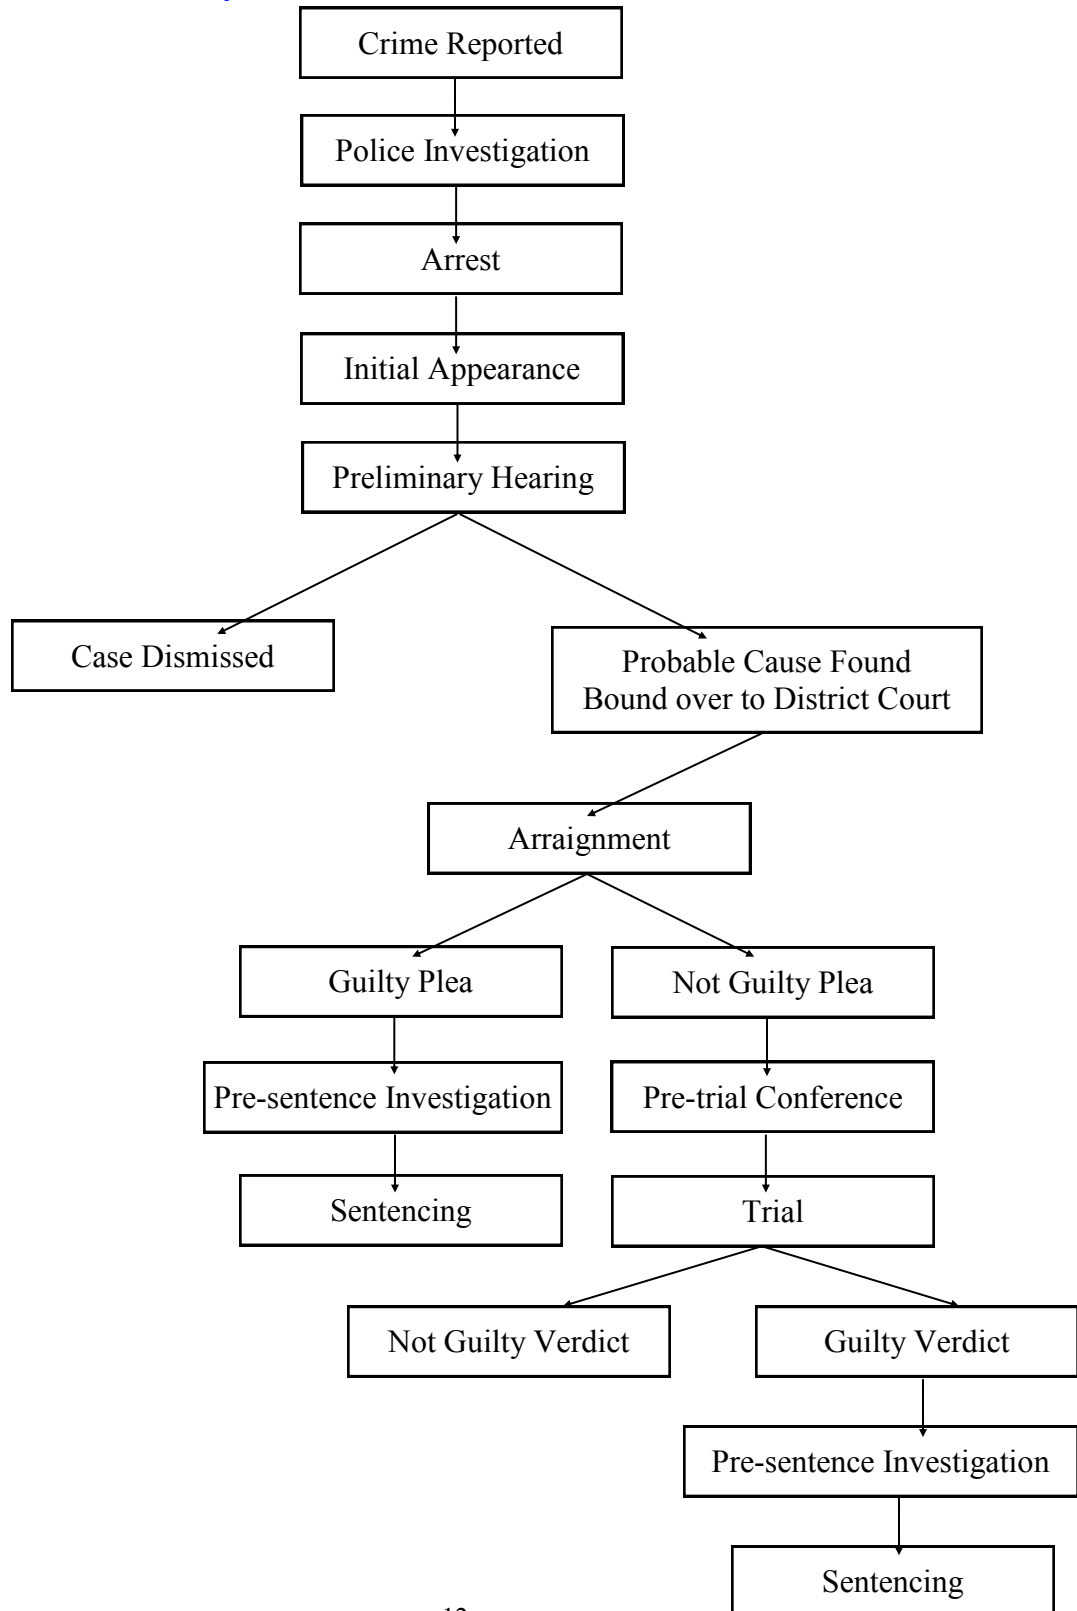 Crime Reported
Police Investigation
Arrest
Initial Appearance
Preliminary Hearing
Case Dismissed
Probable Cause Found
Bound over to District Court
Arraignment
Guilty Plea
Not Guilty Plea
Pre-sentence Investigation
Pre-trial Conference
Sentencing
Trial
Not Guilty Verdict
Guilty Verdict
Pre-sentence Investigation
Sentencing